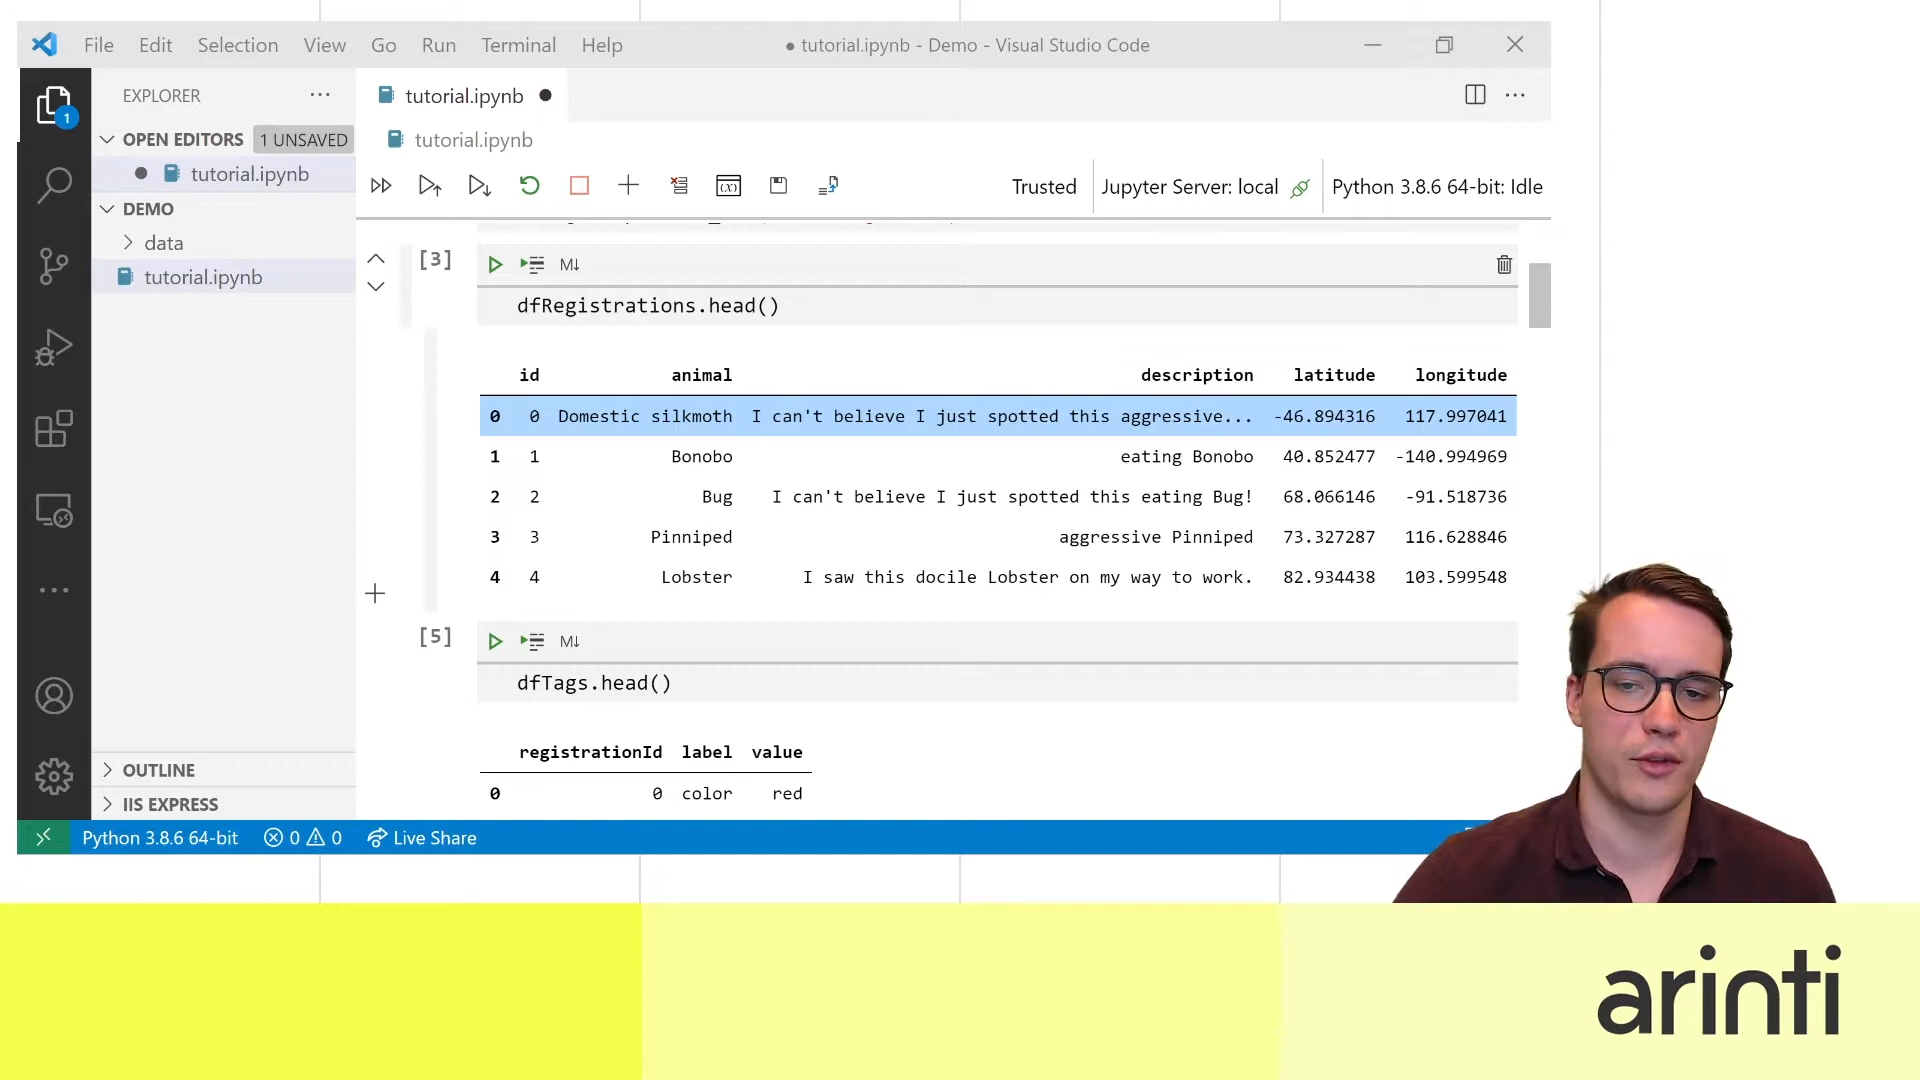 File Edit Selection View Go Run Terminal Help
● tutorial.ipynb - Demo - Visual Studio Code
EXPLORER
tutorial.ipynb
1
OPEN EDITORS 1 UNSAVED
tutorial.ipynb
tutorial.ipynb
DEMO
data
tutorial.ipynb
Trusted Jupyter Server: local Python 3.8.6 64-bit: Idle
[3] M↓
dfRegistrations.head()
id animal description latitude longitude
0 0 Domestic silkmoth I can't believe I just spotted this aggressive... -46.894316 117.997041
1 1 Bonobo eating Bonobo 40.852477 -140.994969
2 2 Bug I can't believe I just spotted this eating Bug! 68.066146 -91.518736
3 3 Pinniped aggressive Pinniped 73.327287 116.628846
4 4 Lobster I saw this docile Lobster on my way to work. 82.934438 103.599548
[5] M↓
dfTags.head()
registrationId label value
0 0 color red
OUTLINE
IIS EXPRESS
Python 3.8.6 64-bit 0 0 Live Share
arinti